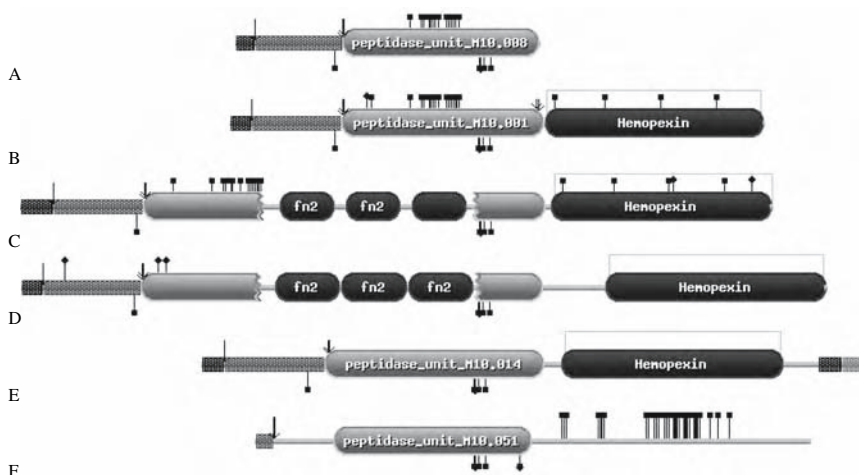 peptidase_unit_M10.008
A
peptidase_unit_M10.001 Hemopexin
B
fn2 fn2 Hemopexin
C
fn2 fn2 fn2 Hemopexin
D
peptidase_unit_M10.014 Hemopexin
E
peptidase_unit_M10.051
F